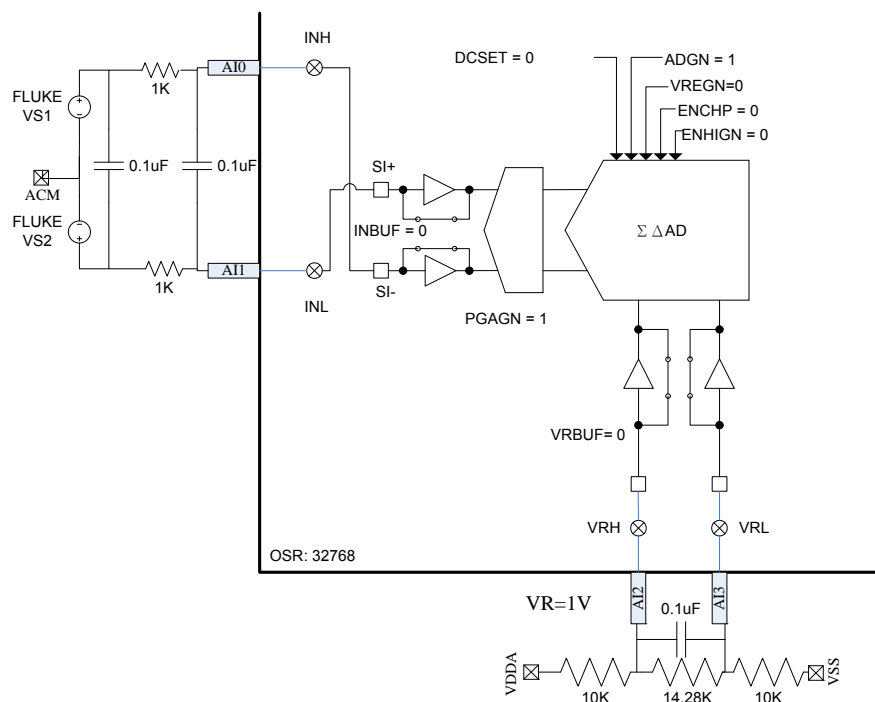 INH
DCSET = 0
ADGN = 1
VREGN=0
ENCHP = 0
ENHIGN = 0
AI0
1K
FLUKE
VS1
0.1uF
0.1uF
SI+
ACM
INBUF = 0
Σ ΔAD
FLUKE
VS2
AI1
1K
SI-
INL
PGAGN = 1
VRBUF= 0
VRH
VRL
OSR: 32768
VR=1V
AI2
0.1uF
AI3
VDDA
VSS
10K
14.28K
10K